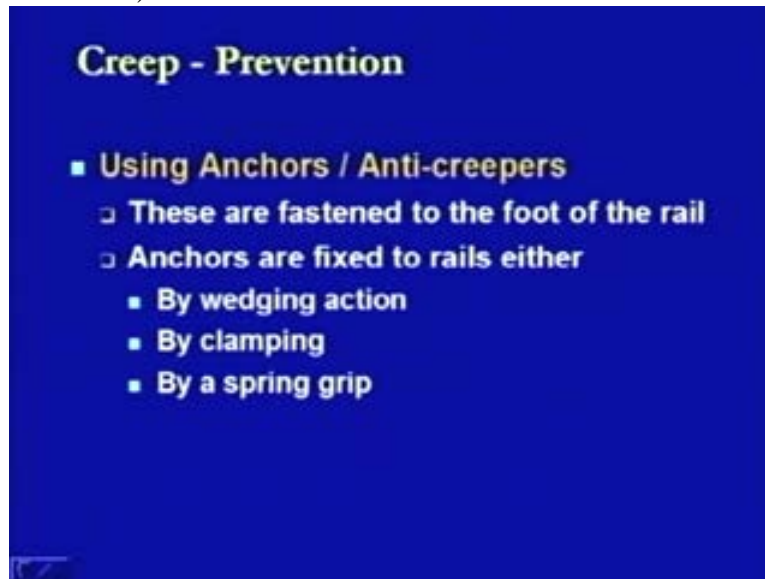 Creep - Prevention
Using Anchors / Anti-creepers
These are fastened to the foot of the rail
Anchors are fixed to rails either
By wedging action
By clamping
By a spring grip